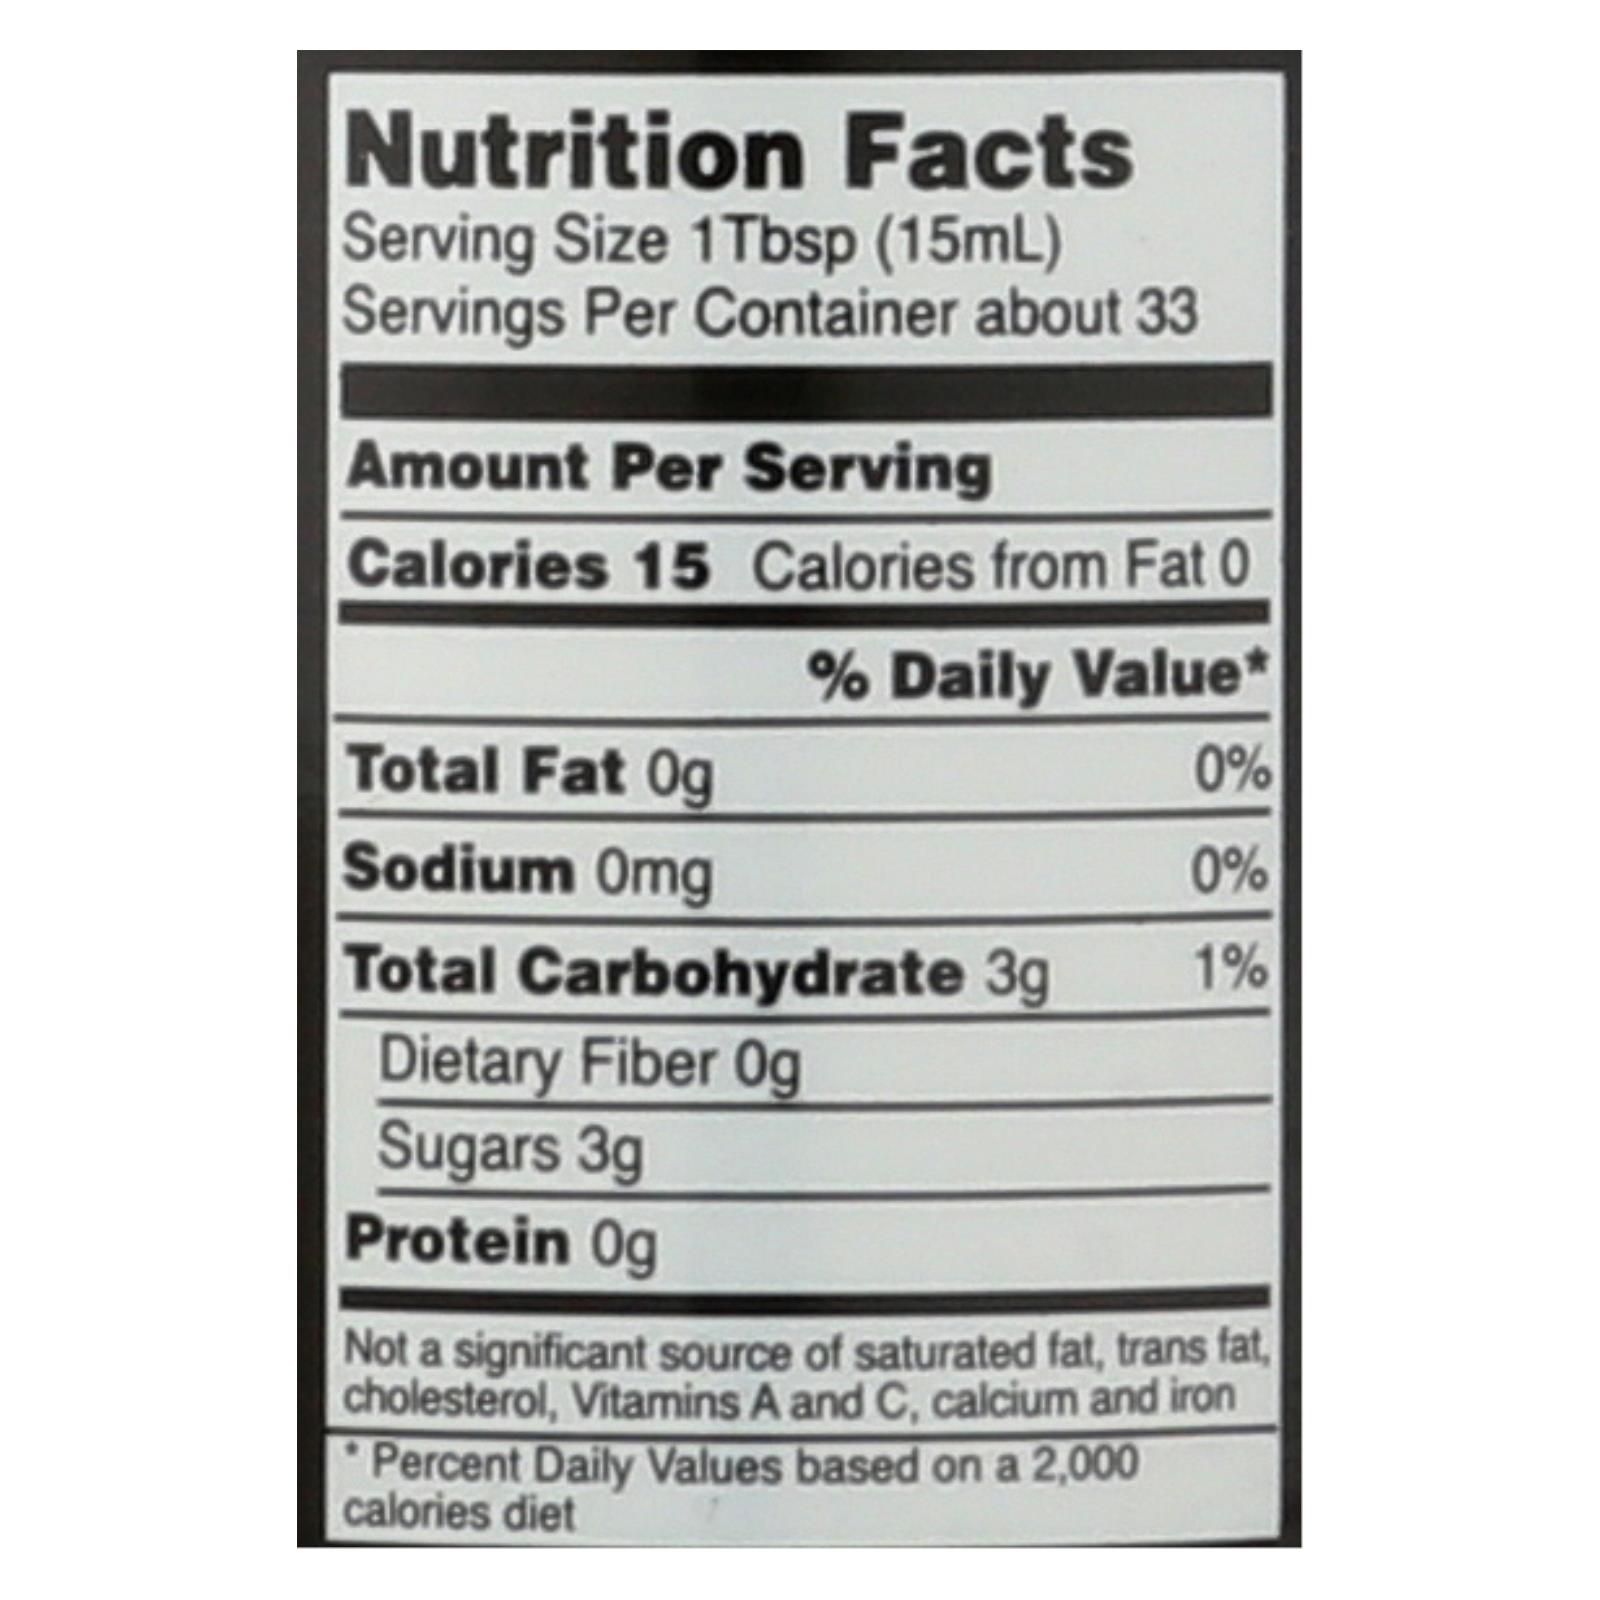 Nutrition Facts
Serving Size 1Tbsp (15mL)
Servings Per Container about 33
Amount Per Serving
Calories 15 Calories from Fat 0
% Daily Value*
Total Fat 0g 0%
Sodium 0mg 0%
Total Carbohydrate 3g 1%
Dietary Fiber 0g
Sugars 3g
Protein 0g
Not a significant source of saturated fat, trans fat,
cholesterol, Vitamins A and C, calcium and iron
* Percent Daily Values based on a 2,000
calories diet